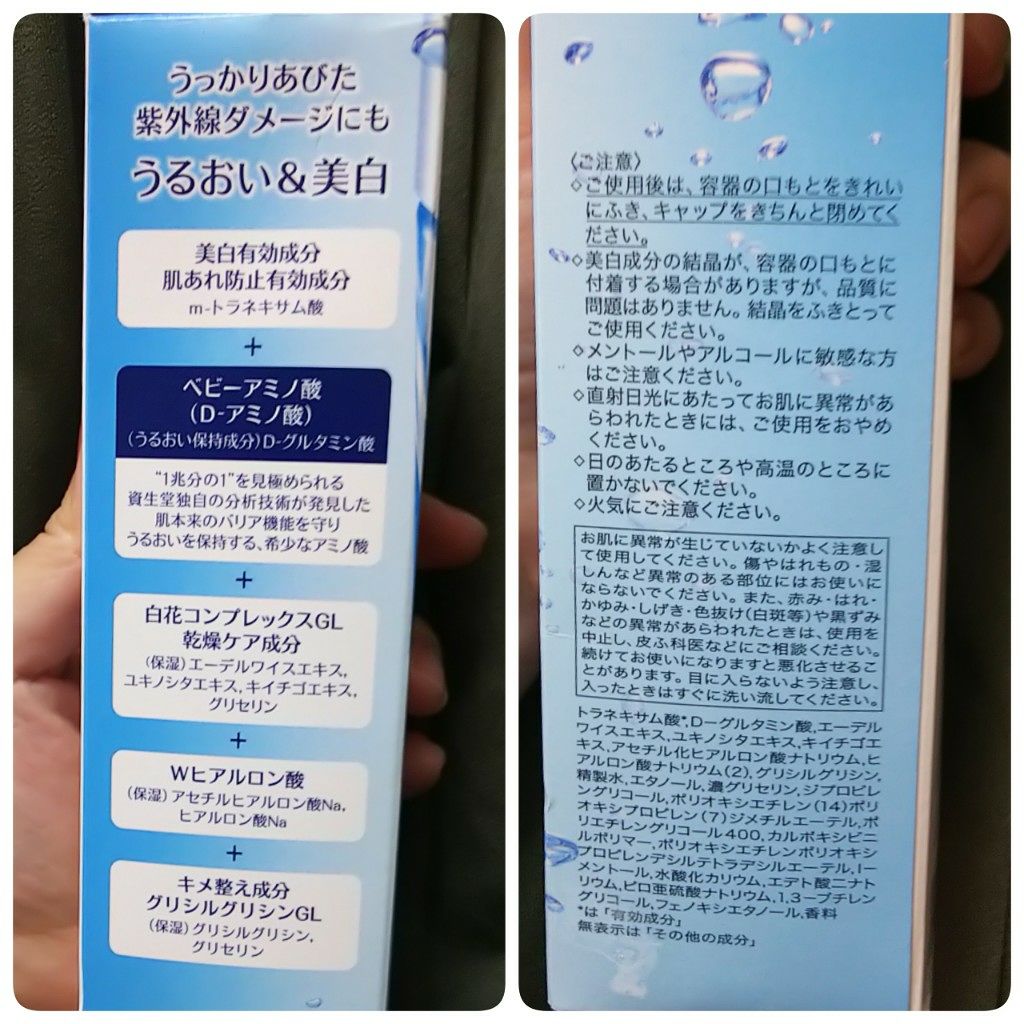 うっかりあびた
紫外線ダメージにも
うるおい＆美白
美白有効成分
肌あれ防止有効成分
m-トラネキサム酸
+
ベビーアミノ酸
(D-アミノ酸)
(うるおい保持成分)D-グルタミン酸
“1兆分の1”を見極められる
資生堂独自の分析技術が発見した
肌本来のバリア機能を守り
うるおいを保持する、希少なアミノ酸
+
白花コンプレックスGL
乾燥ケア成分
(保湿)エーデルワイスエキス,
ユキノシタエキス,キイチゴエキス,
グリセリン
+
Wヒアルロン酸
(保湿)アセチルヒアルロン酸Na,
ヒアルロン酸Na
+
キメ整え成分
グリシルグリシンGL
(保湿)グリシルグリシン,
グリセリン
〈ご注意〉
◇ご使用後は、容器の口もとをきれい
にふき、キャップをきちんと閉めてく
ださい。
◇美白成分の結晶が、容器の口もとに
付着する場合がありますが、品質に
問題はありません。結晶をふきとって
ご使用ください。
◇メントールやアルコールに敏感な方
はご注意ください。
◇直射日光にあたってお肌に異常があ
らわれたときには、ご使用をおやめ
ください。
◇日のあたるところや高温のところに
置かないでください。
◇火気にご注意ください。
お肌に異常が生じていないかよく注意し
て使用してください。傷やはれもの・湿
しんなど異常のある部位にはお使いに
ならないでください。また、赤み・はれ・
かゆみ・しげき・色抜け(白斑等)や黒ずみ
などの異常があらわれたときは、使用を
中止し、皮ふ科医などにご相談ください。
続けてお使いになりますと悪化させるこ
とがあります。目に入らないよう注意し、
入ったときはすぐに洗い流してください。
トラネキサム酸*,D－グルタミン酸,エーデル
ワイスエキス,ユキノシタエキス,キイチゴエ
キス,アセチル化ヒアルロン酸ナトリウム,ヒ
アルロン酸ナトリウム(2),グリシルグリシン,
精製水,エタノール,濃グリセリン,ジプロピレ
ングリコール,ポリオキシエチレン(14)ポリ
オキシプロピレン(7)ジメチルエーテル,ポ
リエチレングリコール400,カルボキシビニ
ルポリマー,ポリオキシエチレンポリオキシ
プロピレンデシルテトラデシルエーテル,l－
メントール,水酸化カリウム,エデト酸二ナト
リウム,ピロ亜硫酸ナトリウム,1,3－ブチレン
グリコール,フェノキシエタノール,香料
*は「有効成分」
無表示は「その他の成分」